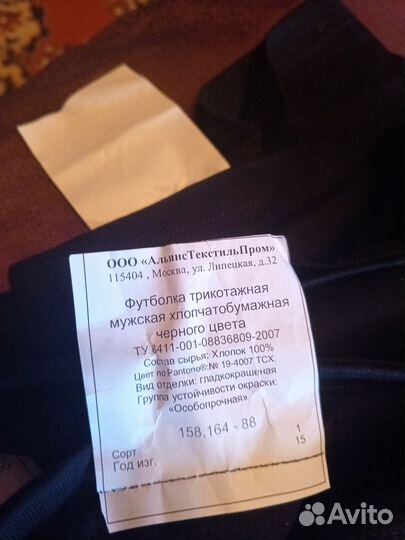 ООО «АльянсТекстильПром»
115404 , Москва, ул. Липецкая, д.32
Футболка трикотажная
мужская хлопчатобумажная
черного цвета
ТУ 8411-001-08836809-2007
Состав сырья: Хлопок 100%
Цвет по Pantone®:№ 19-4007 TCX.
Вид отделки: гладкокрашеная
Группа устойчивости окраски:
«Особопрочная»
158,164 - 88
Сорт 1
Год изг. 15
Avito